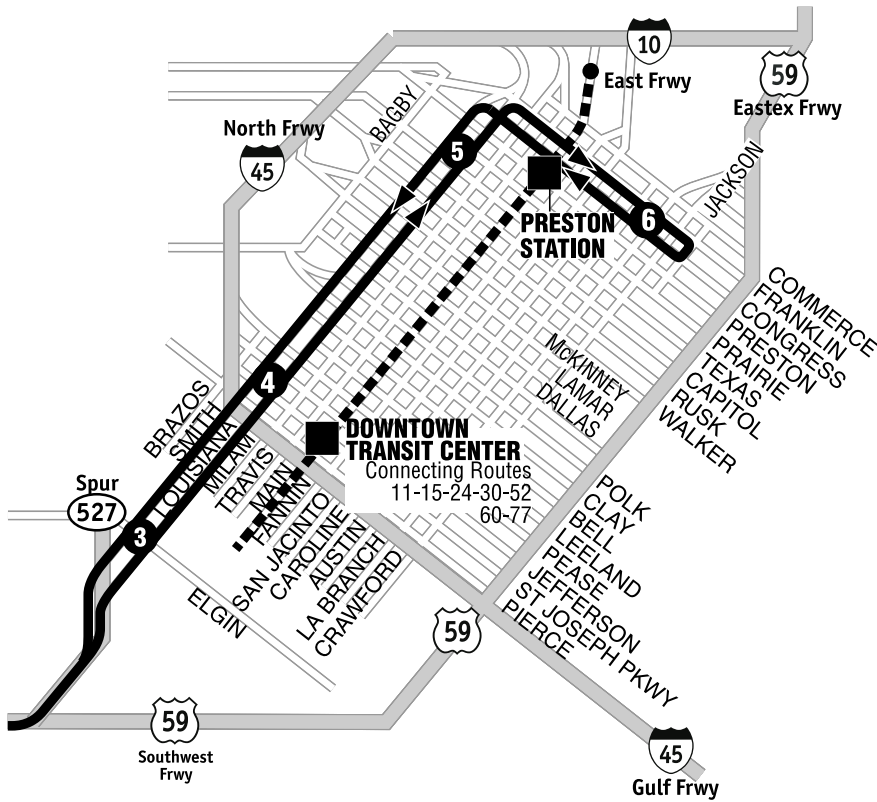 10
59
Eastex Frwy
East Frwy
North Frwy
45
BAGBY
5
JACKSON
6
PRESTON
STATION
COMMERCE
FRANKLIN
CONGRESS
PRESTON
PRAIRIE
TEXAS
CAPITOL
RUSK
WALKER
McKINNEY
LAMAR
DALLAS
4
BRAZOS
SMITH
LOUISIANA
MILAM
TRAVIS
MAIN
FANNIN
SAN JACINTO
CAROLINE
AUSTIN
LA BRANCH
CRAWFORD
DOWNTOWN
TRANSIT CENTER
Connecting Routes
11-15-24-30-52
60-77
Spur
527
3
ELGIN
POLK
CLAY
BELL
LEELAND
PEASE
JEFFERSON
ST JOSEPH PKWY
PIERCE
59
59
Southwest
Frwy
45
Gulf Frwy